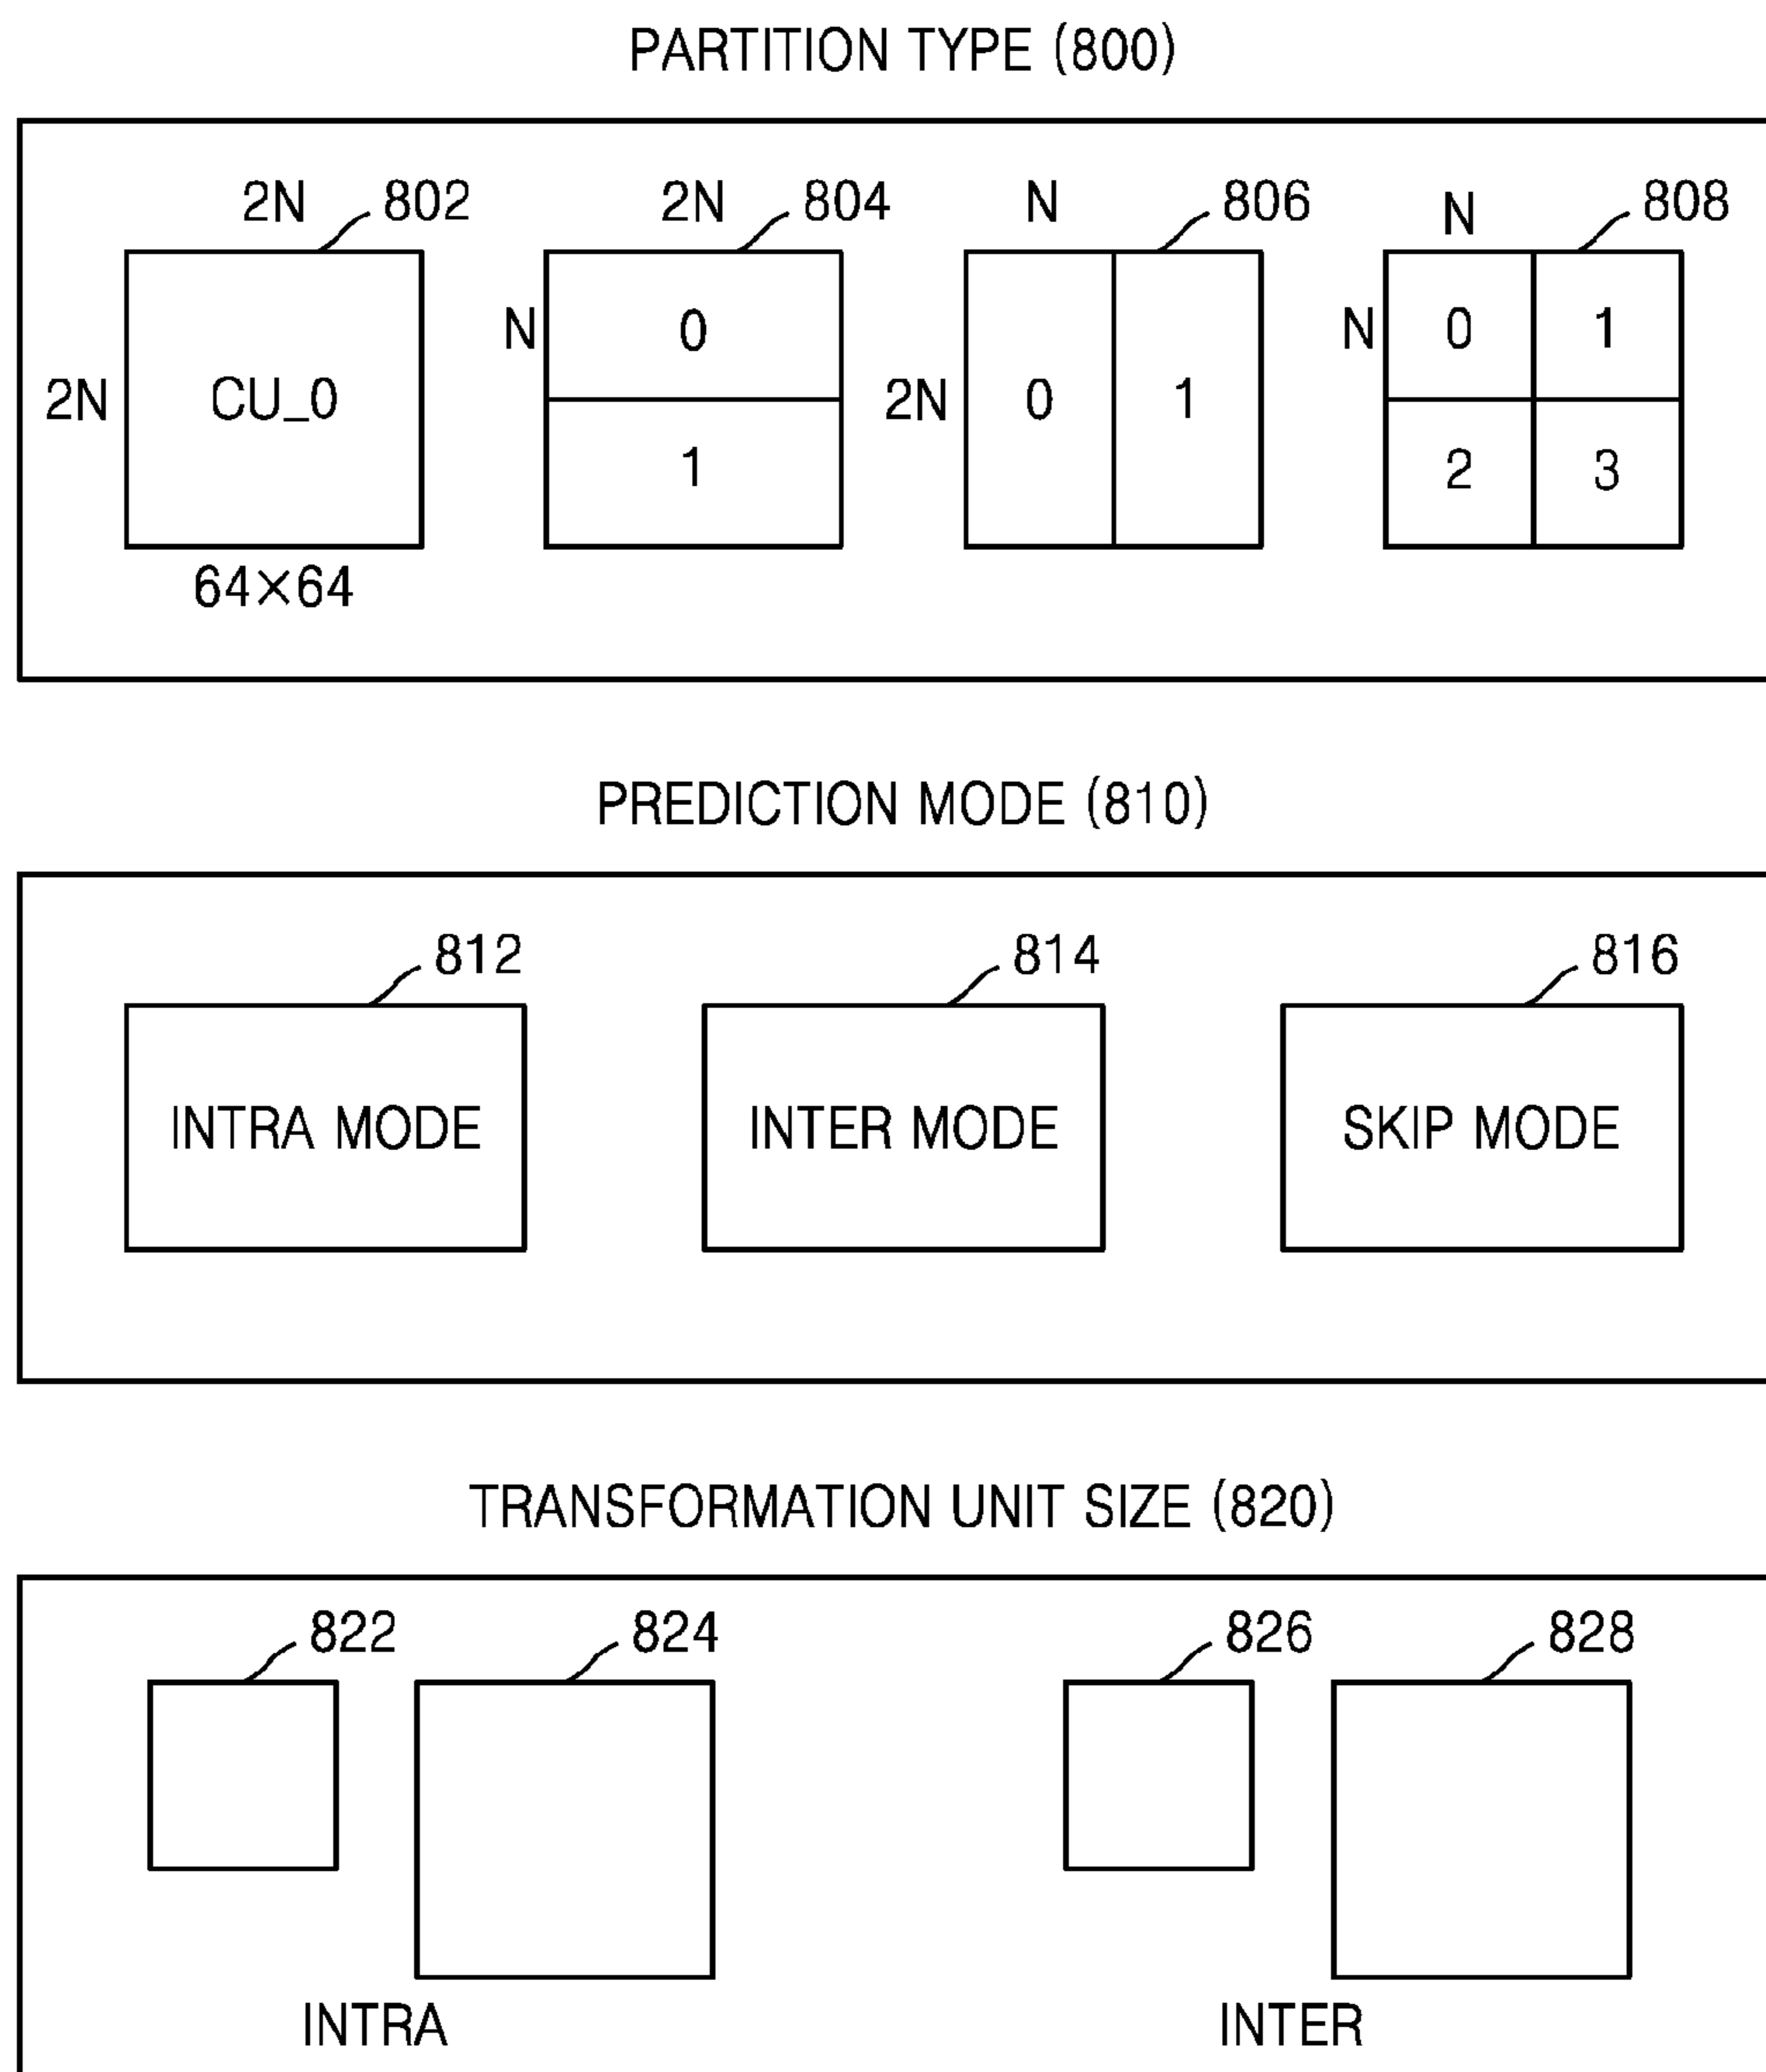 PARTITION TYPE (800)
2N 802 2N 804 N 806 N 808
N 0 N 0 1
2N CU_0 2N 0 1
1 2 3
64×64
PREDICTION MODE (810)
812 814 816
INTRA MODE INTER MODE SKIP MODE
TRANSFORMATION UNIT SIZE (820)
822 824 826 828
INTRA INTER